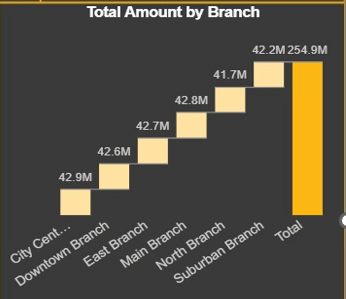 Total Amount by Branch
42.2M 254.9M
41.7M
42.8M
42.7M
42.6M
42.9M
City Cent...
Downtown Branch
East Branch
Main Branch
North Branch
Suburban Branch
Total